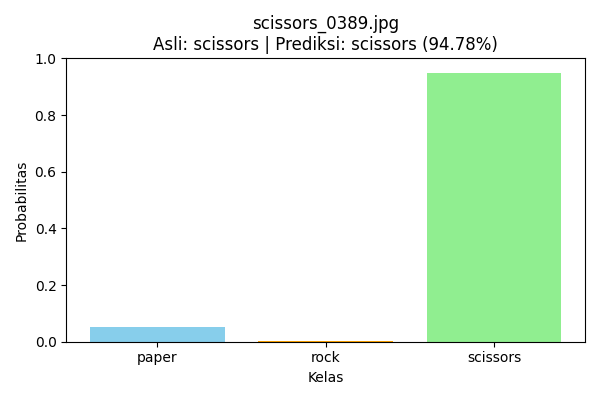 scissors_0389.jpg
Asli: scissors | Prediksi: scissors (94.78%)
1.0
0.8
0.6
0.4
0.2
0.0
Probabilitas
paper
rock
scissors
Kelas